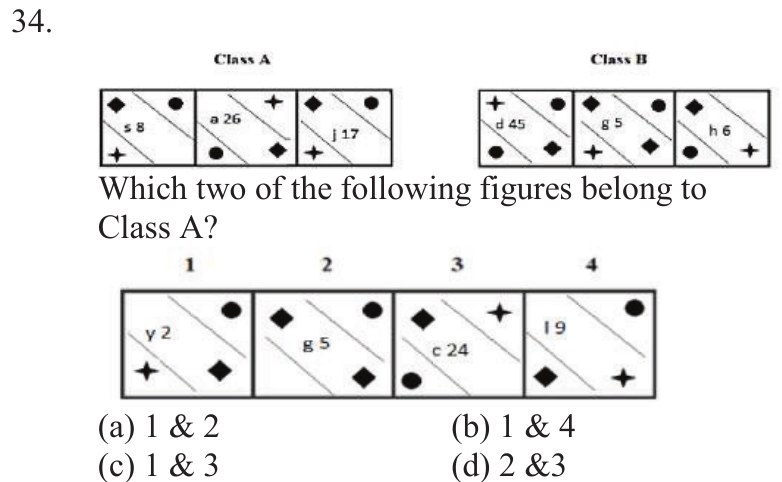 34.
Class A Class B
s 8 a 26 j 17 d 45 g 5 h 6
Which two of the following figures belong to
Class A?
1 2 3 4
y 2 g 5 c 24 l 9
(a) 1 & 2 (b) 1 & 4
(c) 1 & 3 (d) 2 &3